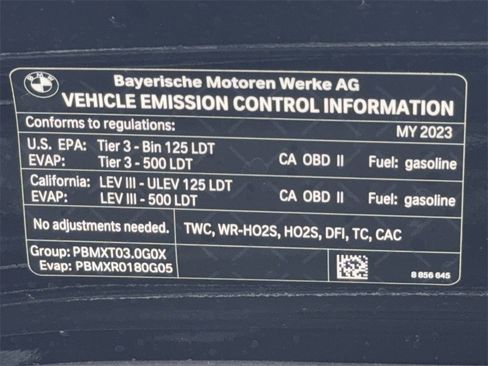 BMW
Bayerische Motoren Werke AG
VEHICLE EMISSION CONTROL INFORMATION
Conforms to regulations: MY 2023
U.S. EPA: Tier 3 - Bin 125 LDT CA OBD II Fuel: gasoline
EVAP: Tier 3 - 500 LDT
California: LEV III - ULEV 125 LDT CA OBD II Fuel: gasoline
EVAP: LEV III - 500 LDT
No adjustments needed. TWC, WR-HO2S, HO2S, DFI, TC, CAC
Group: PBMXT03.0G0X
Evap: PBMXR0180G05 8 856 645